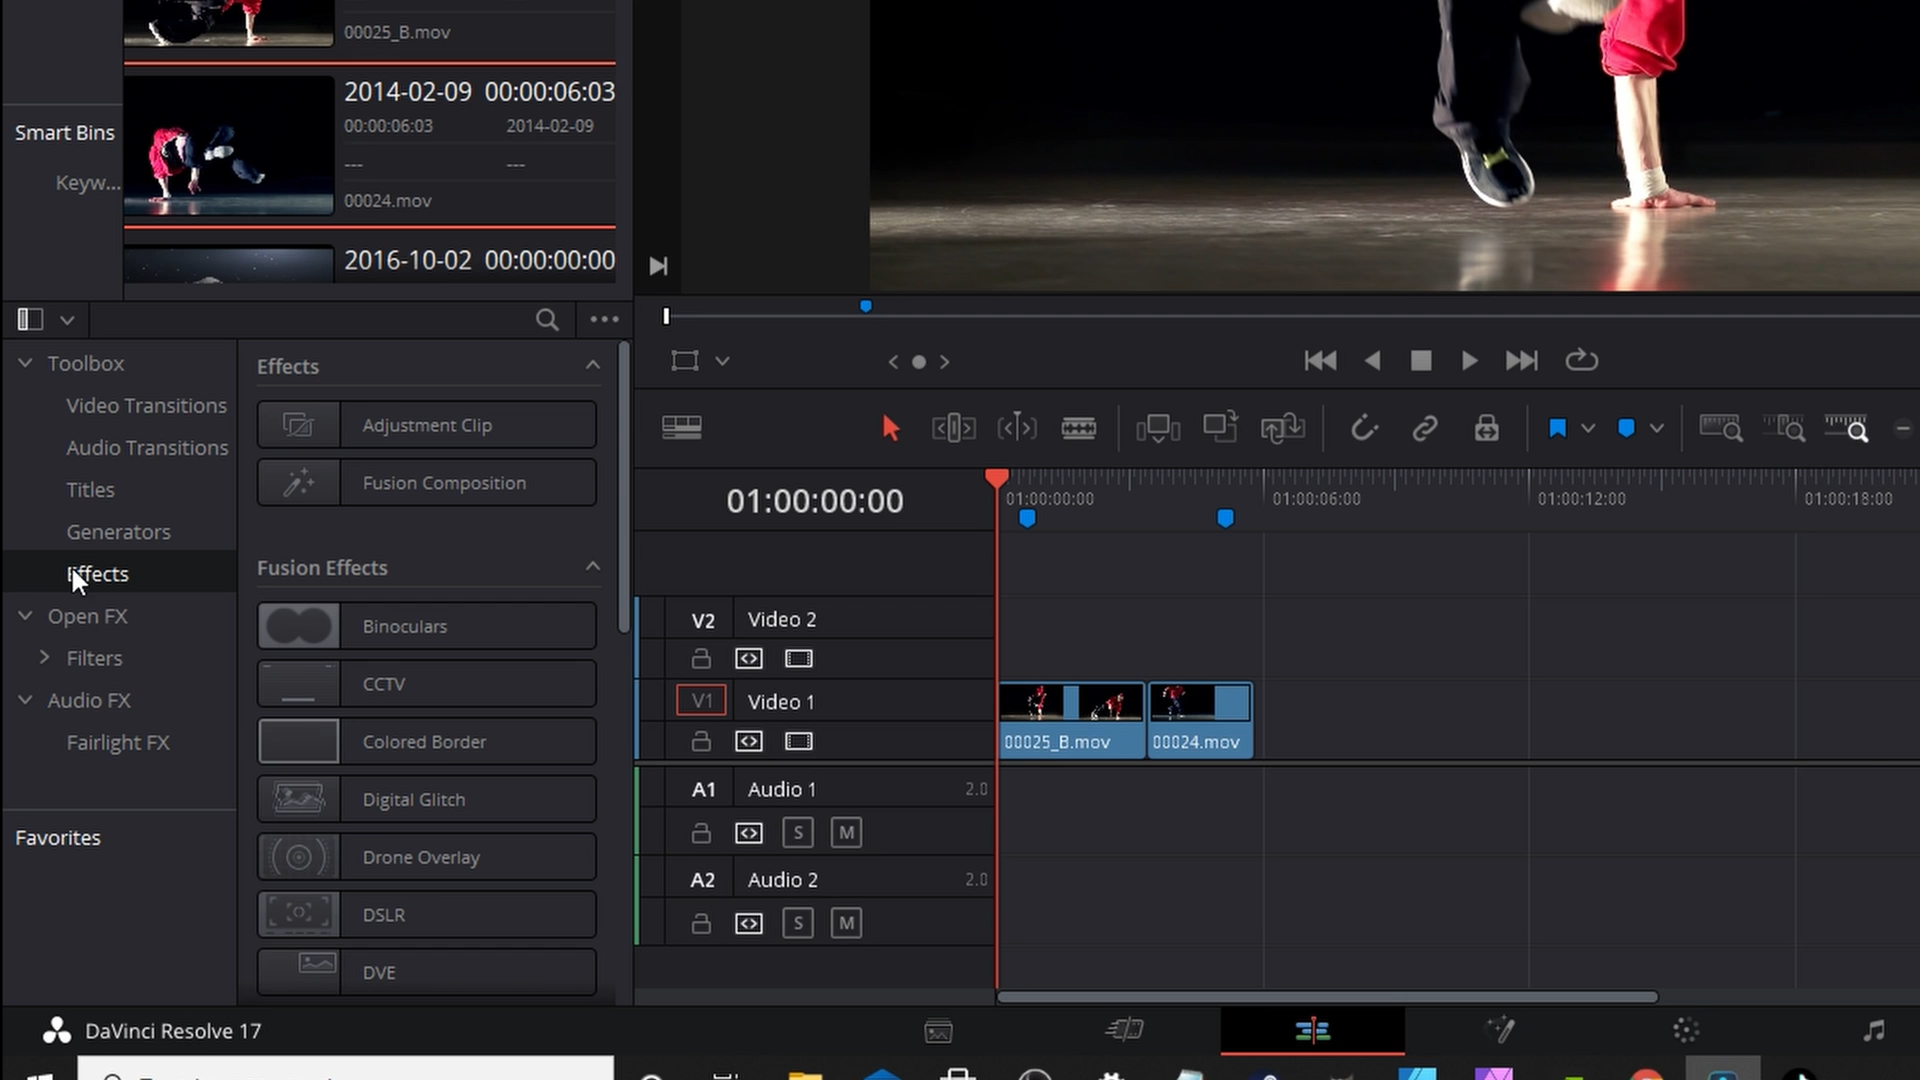 00025_B.mov
2014-02-09 00:00:06:03
00:00:06:03 2014-02-09
--- ---
00024.mov
2016-10-02 00:00:00:00
Smart Bins
Keyw...
Toolbox
Video Transitions
Audio Transitions
Titles
Generators
Effects
Open FX
Filters
Audio FX
Fairlight FX
Favorites
Effects
Adjustment Clip
Fusion Composition
Fusion Effects
Binoculars
CCTV
Colored Border
Digital Glitch
Drone Overlay
DSLR
DVE
01:00:00:00
01:00:00:00 01:00:06:00 01:00:12:00 01:00:18:00
V2 Video 2
V1 Video 1
00025_B.mov 00024.mov
A1 Audio 1 2.0
S M
A2 Audio 2 2.0
S M
DaVinci Resolve 17